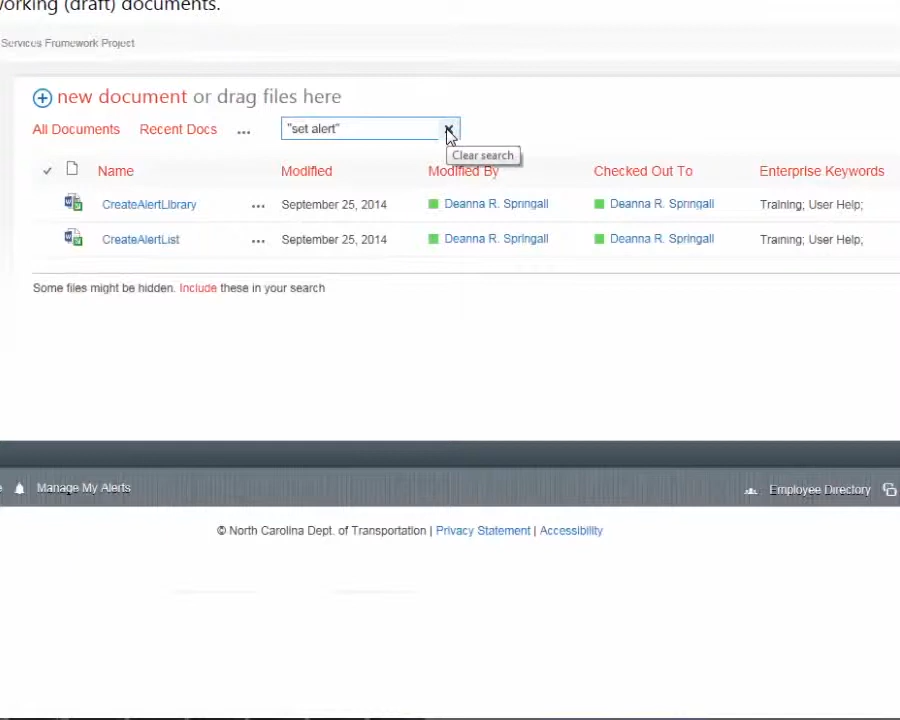 working (draft) documents.
Services Framework Project
new document or drag files here
All Documents Recent Docs ... "set alert"
Clear search
Name Modified Modified By Checked Out To Enterprise Keywords
CreateAlertLibrary ... September 25, 2014 Deanna R. Springall Deanna R. Springall Training; User Help;
CreateAlertList ... September 25, 2014 Deanna R. Springall Deanna R. Springall Training; User Help;
Some files might be hidden. Include these in your search
Manage My Alerts Employee Directory
© North Carolina Dept. of Transportation | Privacy Statement | Accessibility